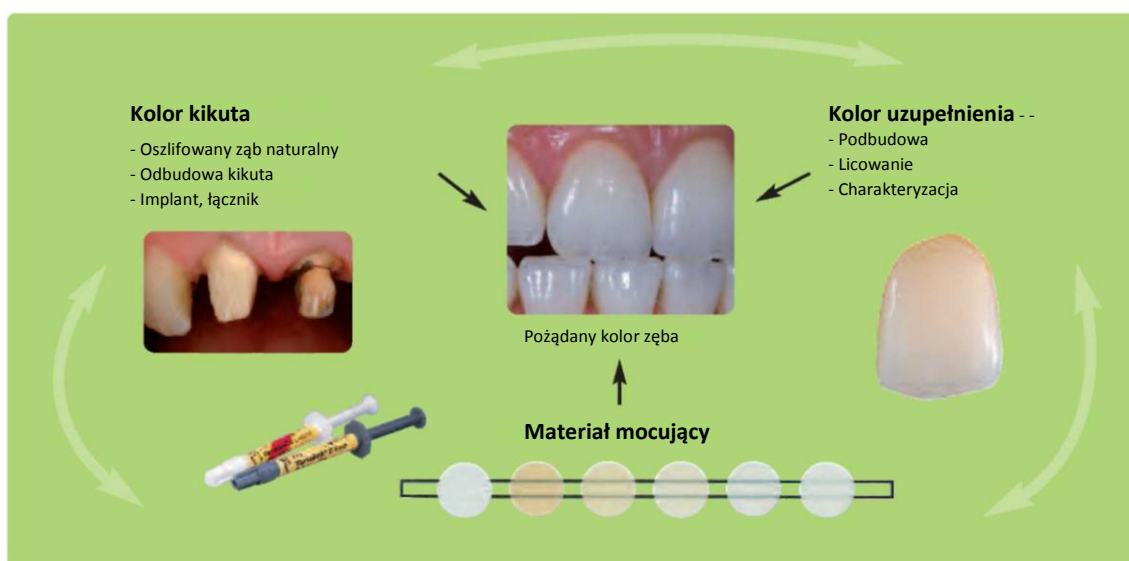 Kolor kikuta
- Oszlifowany ząb naturalny
- Odbudowa kikuta
- Implant, łącznik
Kolor uzupełnienia - -
- Podbudowa
- Licowanie
- Charakteryzacja
Pożądany kolor zęba
Materiał mocujący